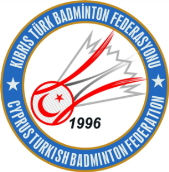 KIBRIS TÜRK BADMİNTON FEDERASYONU
1996
CYPRUS TURKISH BADMINTON FEDERATION